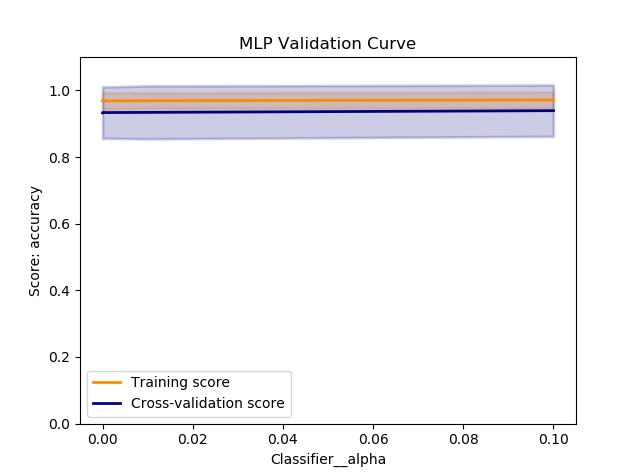 MLP Validation Curve
Score: accuracy
1.0
0.8
0.6
0.4
0.2
0.0
Training score
Cross-validation score
0.00 0.02 0.04 0.06 0.08 0.10
Classifier__alpha